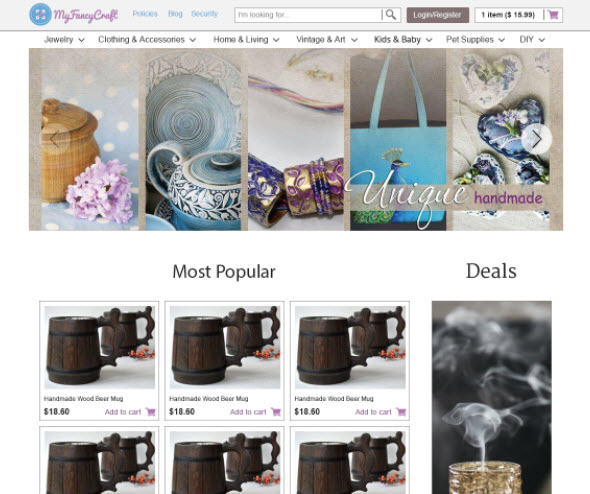 MyFancyCraft
Policies Blog Security
I'm looking for...
Login/Register
1 item ($ 15.99)
Jewelry Clothing & Accessories Home & Living Vintage & Art Kids & Baby Pet Supplies DIY
Unique handmade
Most Popular
Deals
Handmade Wood Beer Mug
$18.60 Add to cart
Handmade Wood Beer Mug
$18.60 Add to cart
Handmade Wood Beer Mug
$18.60 Add to cart